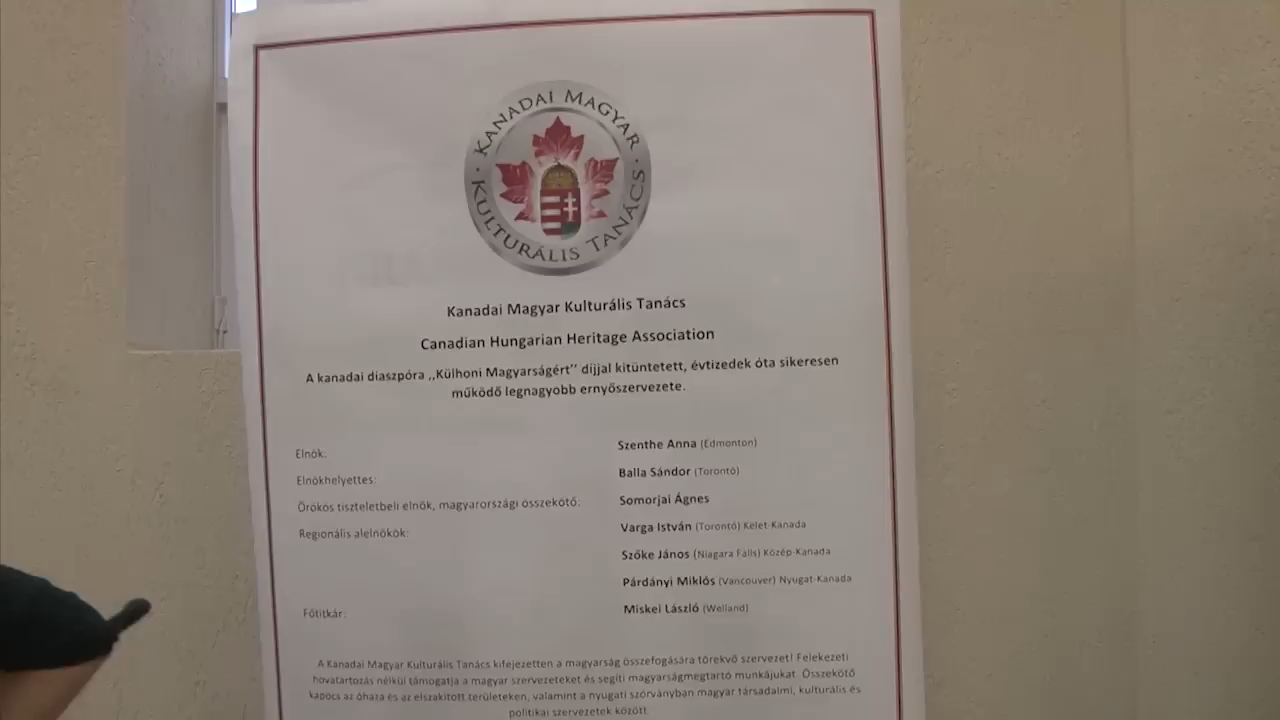 KANADAI MAGYAR
· KULTURÁLIS TANÁCS ·
Kanadai Magyar Kulturális Tanács
Canadian Hungarian Heritage Association
A kanadai diaszpóra ,,Külhoni Magyarságért'' díjjal kitüntetett, évtizedek óta sikeresen
működő legnagyobb ernyőszervezete.
Elnök: Szenthe Anna (Edmonton)
Elnökhelyettes: Balla Sándor (Torontó)
Örökös tiszteletbeli elnök, magyarországi összekötő: Somorjai Ágnes
Regionális alelnökök: Varga István (Torontó) Kelet-Kanada
Szőke János (Niagara Falls) Közép-Kanada
Párdányi Miklós (Vancouver) Nyugat-Kanada
Főtitkár: Miskei László (Welland)
A Kanadai Magyar Kulturális Tanács kifejezetten a magyarság összefogására törekvő szervezet! Felekezeti
hovatartozás nélkül támogatja a magyar szervezeteket és segíti magyarságmegtartó munkájukat. Összekötő
kapocs az óhaza és az elszakított területeken, valamint a nyugati szórványban magyar társadalmi, kulturális és
politikai szervezetek között.